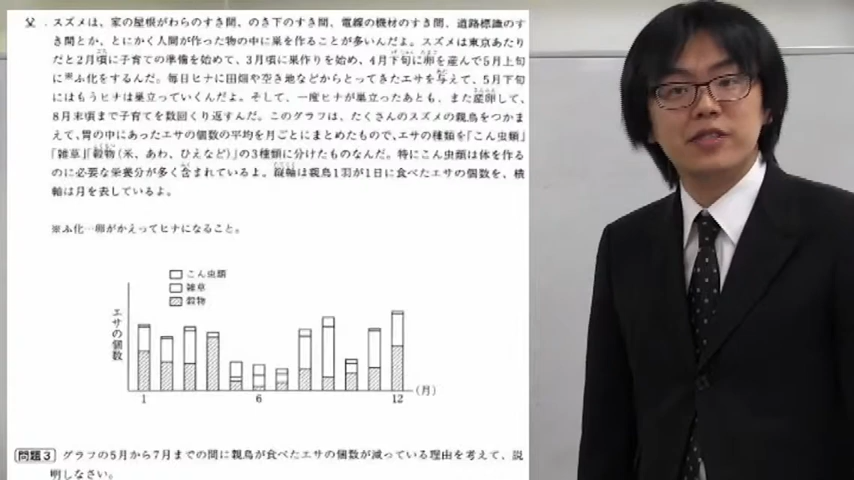 父．スズメは、家の屋根がわらのすき間、のき下のすき間、電線の機材のすき間、道路標識のす
き間とか、とにかく人間が作った物の中に巣を作ることが多いんだよ。スズメは東京あたり
だと2月頃に子育ての準備を始めて、3月頃に巣作りを始め、4月下旬に卵を産んで5月上旬
に※ふ化をするんだ。毎日ヒナに田畑や空き地などからとってきたエサを与えて、5月下旬
にはもうヒナは巣立っていくんだよ。そして、一度ヒナが巣立ったあとも、また産卵して、
8月末頃まで子育てを数回くり返すんだ。このグラフは、たくさんのスズメの親鳥をつかま
えて、胃の中にあったエサの個数の平均を月ごとにまとめたもので、エサの種類を「こん虫類」
「雑草」「穀物（米、あわ、ひえなど）」の3種類に分けたものなんだ。特にこん虫類は体を作る
のに必要な栄養分が多く含まれているよ。縦軸は親鳥1羽が1日に食べたエサの個数を、横
軸は月を表しているよ。
※ふ化…卵がかえってヒナになること。
こん虫類
雑草
穀物
エサの個数
1 6 12 (月)
問題3 グラフの5月から7月までの間に親鳥が食べたエサの個数が減っている理由を考えて、説
明しなさい。